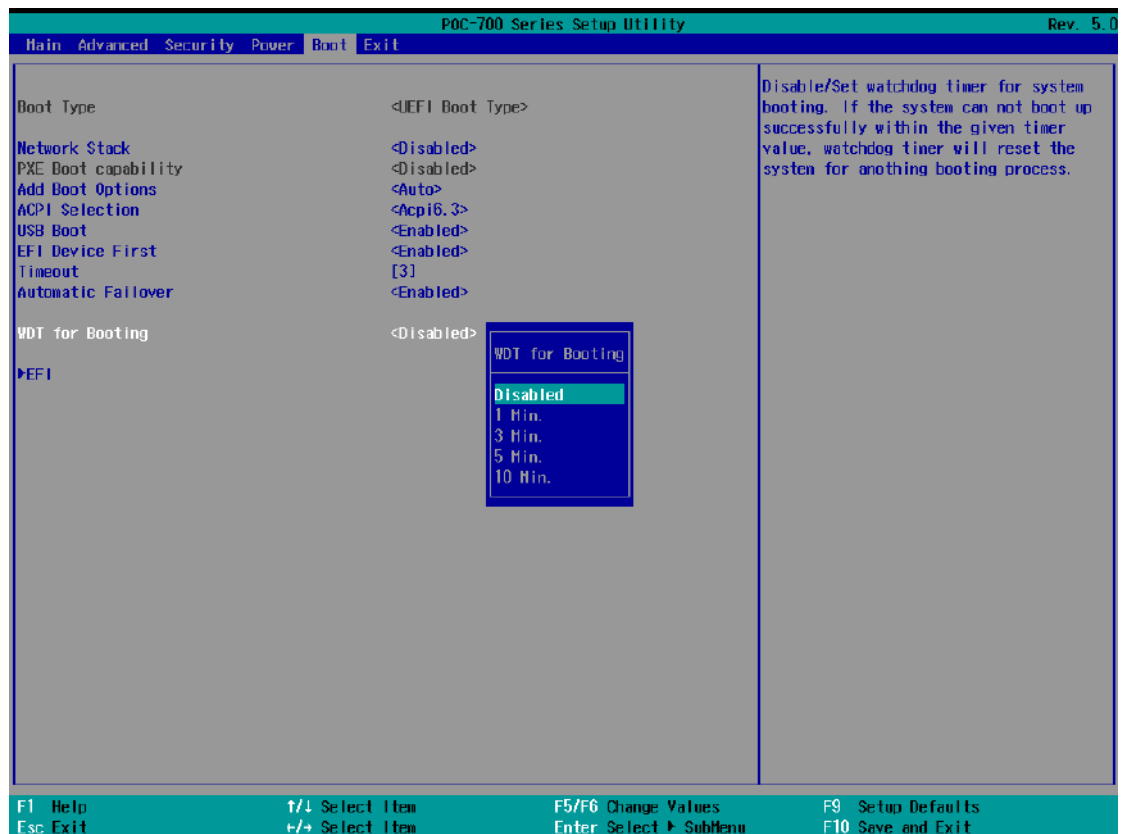 POC-700 Series Setup Utility Rev. 5.0
Main Advanced Security Power Boot Exit
Boot Type <UEFI Boot Type>
Network Stack <Disabled>
PXE Boot capability <Disabled>
Add Boot Options <Auto>
ACPI Selection <Acpi6.3>
USB Boot <Enabled>
EFI Device First <Enabled>
Timeout [3]
Automatic Failover <Enabled>
WDT for Booting <Disabled>
▶EFI
WDT for Booting
Disabled
1 Min.
3 Min.
5 Min.
10 Min.
Disable/Set watchdog timer for system
booting. If the system can not boot up
successfully within the given timer
value, watchdog timer will reset the
system for anothing booting process.
F1 Help ↑/↓ Select Item F5/F6 Change Values F9 Setup Defaults
Esc Exit ←/→ Select Item Enter Select ▶ SubMenu F10 Save and Exit